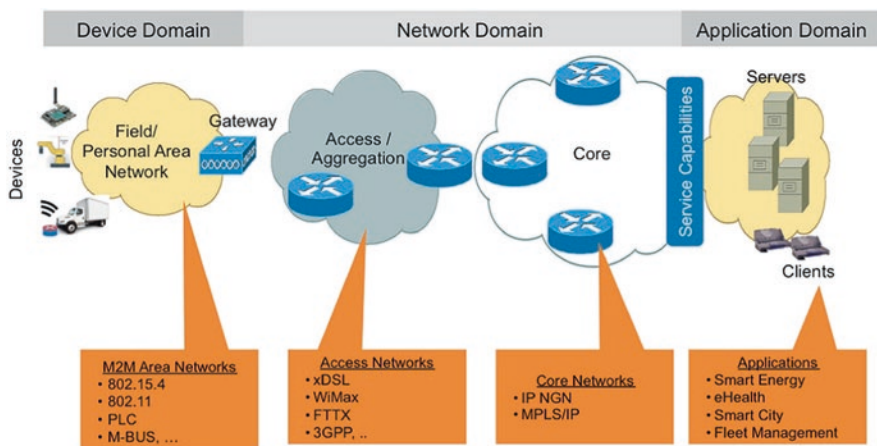 Device Domain
Network Domain
Application Domain
Devices
Field/
Personal Area
Network
Gateway
Access /
Aggregation
Core
Service Capabilities
Servers
Clients
M2M Area Networks
• 802.15.4
• 802.11
• PLC
• M-BUS, …
Access Networks
• xDSL
• WiMax
• FTTX
• 3GPP, ..
Core Networks
• IP NGN
• MPLS/IP
Applications
• Smart Energy
• eHealth
• Smart City
• Fleet Management